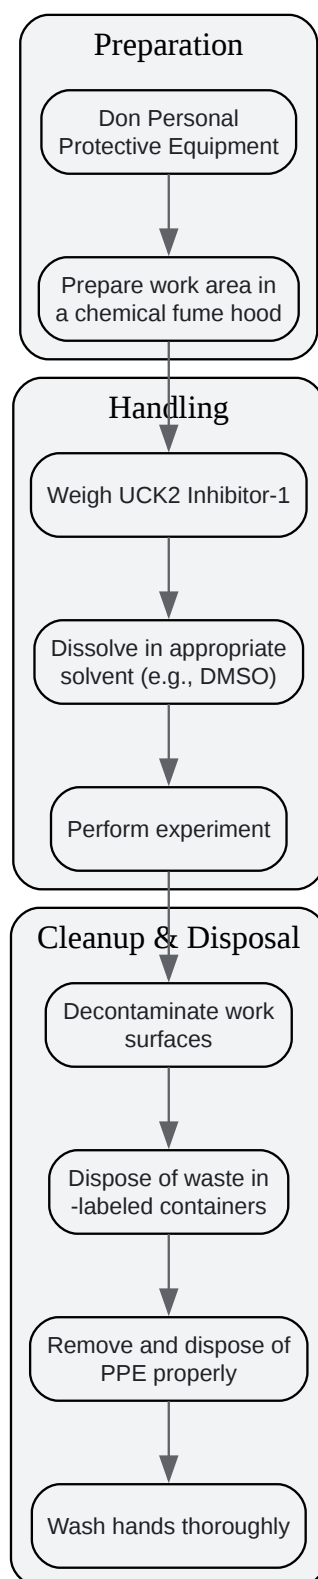 Preparation
Don Personal
Protective Equipment
Prepare work area in
a chemical fume hood
Handling
Weigh UCK2 Inhibitor-1
Dissolve in appropriate
solvent (e.g., DMSO)
Perform experiment
Cleanup & Disposal
Decontaminate work
surfaces
Dispose of waste in
-labeled containers
Remove and dispose of
PPE properly
Wash hands thoroughly